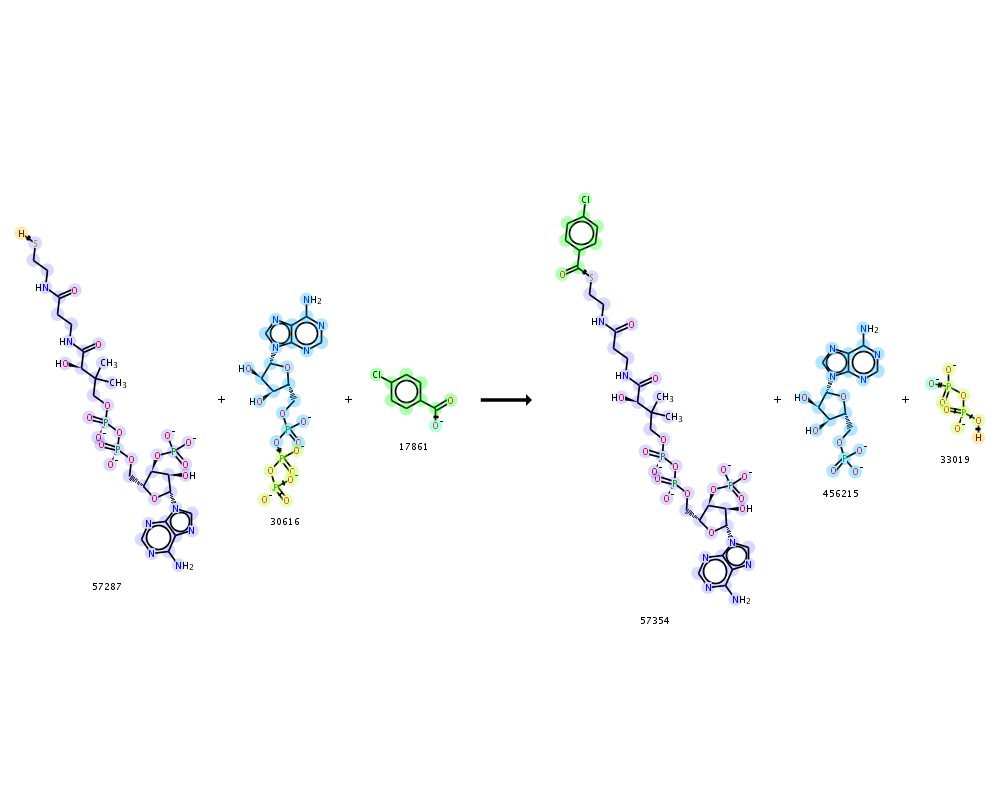 H S
HN O
HN O
HO CH₃
CH₃
O
O P O
O⁻ O P O
O⁻ O O P O⁻ O⁻ O
OH
O
N N N N
NH₂
57287
+
NH₂
N N N N
HO O
HO
O O⁻
P O
O P O⁻ O
O P O⁻ O
O⁻ O
30616
+
Cl
O
O⁻
17861
Cl
O S
HN O
HN O
HO CH₃
CH₃
O
O P O
O⁻ O P O
O⁻ O O P O⁻ O⁻ O
OH
O
N N N N
NH₂
57354
+
NH₂
N N N N
HO O
HO
O
P O⁻
O O⁻
456215
+
O⁻
O⁻ P O
O O P O
O⁻ O
H
33019